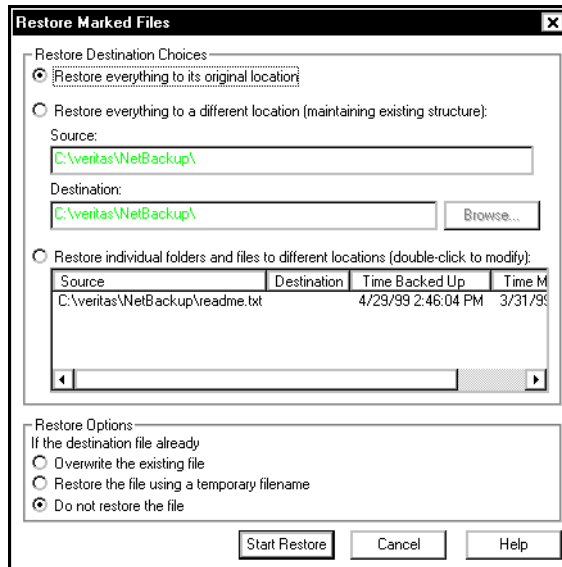 Restore Marked Files
Restore Destination Choices
Restore everything to its original location
Restore everything to a different location (maintaining existing structure):
Source:
C:\veritas\NetBackup\
Destination:
C:\veritas\NetBackup\
Browse...
Restore individual folders and files to different locations (double-click to modify):
Source Destination Time Backed Up Time M
C:\veritas\NetBackup\readme.txt 4/29/99 2:46:04 PM 3/31/99
Restore Options
If the destination file already
Overwrite the existing file
Restore the file using a temporary filename
Do not restore the file
Start Restore Cancel Help